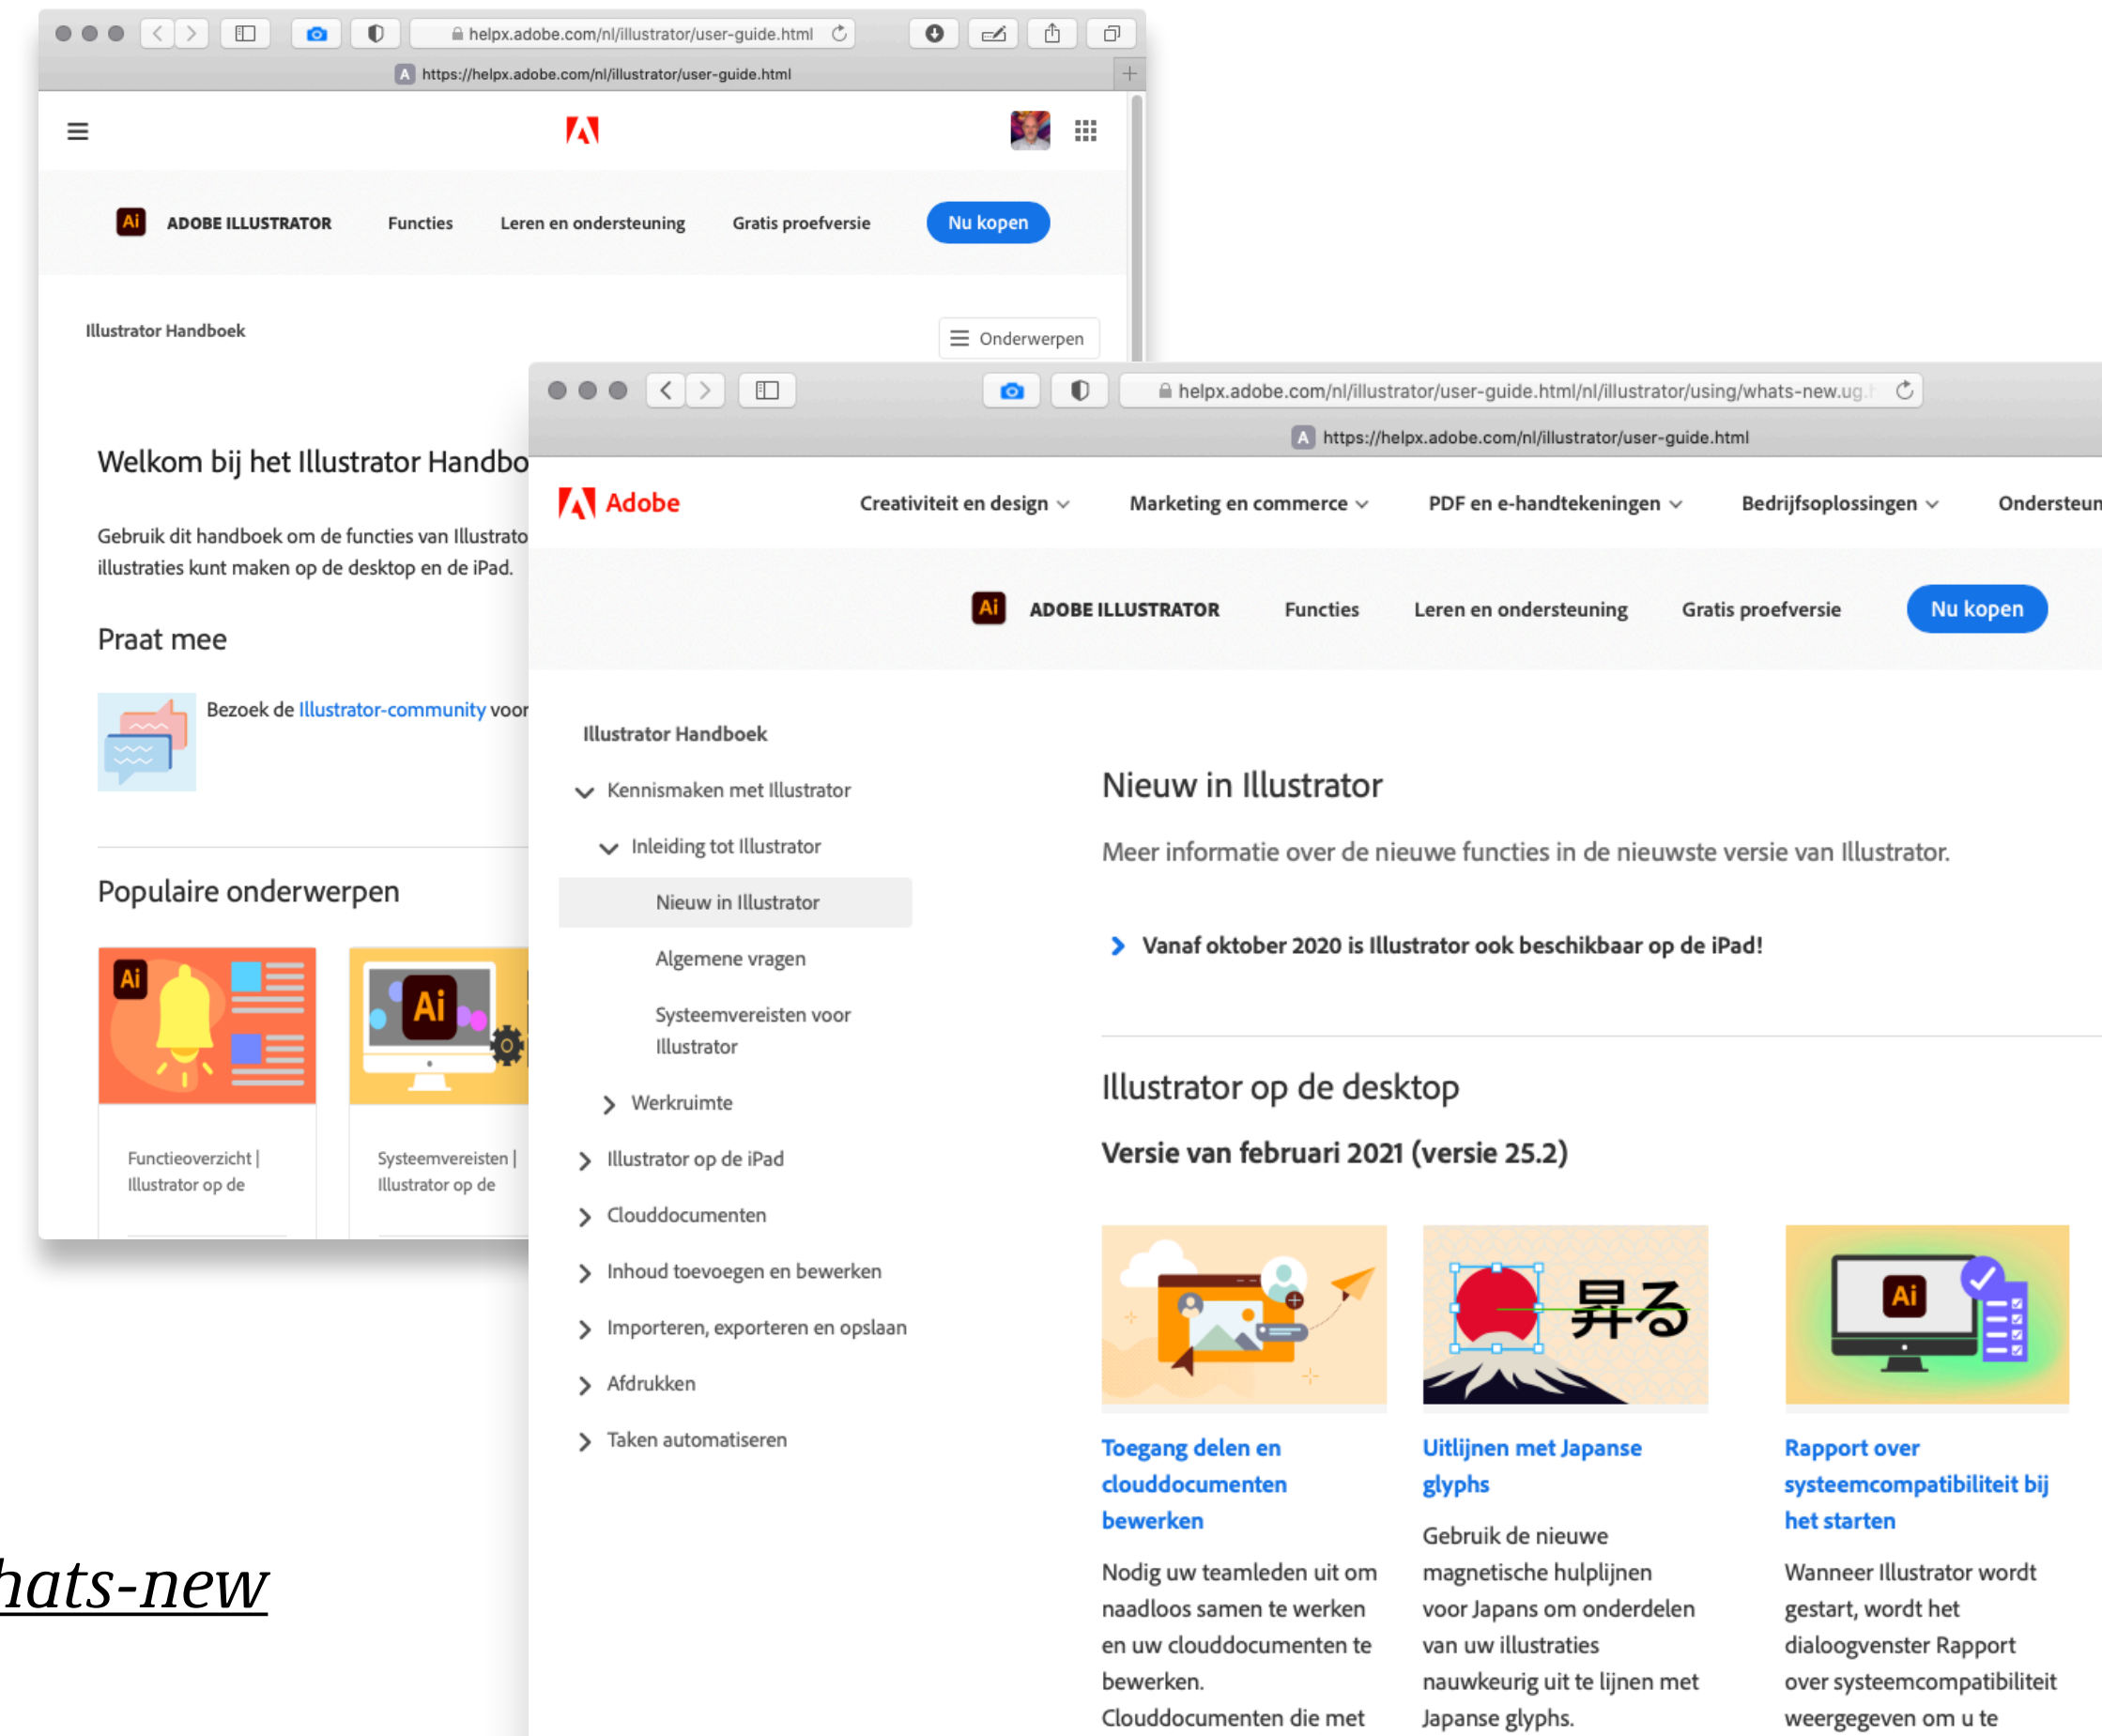 helpx.adobe.com/nl/illustrator/user-guide.html
A https://helpx.adobe.com/nl/illustrator/user-guide.html
Ai ADOBE ILLUSTRATOR Functies Leren en ondersteuning Gratis proefversie Nu kopen
Illustrator Handboek
Onderwerpen
Welkom bij het Illustrator Handbo
Gebruik dit handboek om de functies van Illustrato
illustraties kunt maken op de desktop en de iPad.
Praat mee
Bezoek de Illustrator-community voor
Populaire onderwerpen
Ai
Ai
Functieoverzicht |
Illustrator op de
Systeemvereisten |
Illustrator op de
hats-new
helpx.adobe.com/nl/illustrator/user-guide.html/nl/illustrator/using/whats-new.ug.h
A https://helpx.adobe.com/nl/illustrator/user-guide.html
Adobe Creativiteit en design Marketing en commerce PDF en e-handtekeningen Bedrijfsoplossingen Ondersteun
Ai ADOBE ILLUSTRATOR Functies Leren en ondersteuning Gratis proefversie Nu kopen
Illustrator Handboek
Kennismaken met Illustrator
Inleiding tot Illustrator
Nieuw in Illustrator
Algemene vragen
Systeemvereisten voor
Illustrator
Werkruimte
Illustrator op de iPad
Clouddocumenten
Inhoud toevoegen en bewerken
Importeren, exporteren en opslaan
Afdrukken
Taken automatiseren
Nieuw in Illustrator
Meer informatie over de nieuwe functies in de nieuwste versie van Illustrator.
Vanaf oktober 2020 is Illustrator ook beschikbaar op de iPad!
Illustrator op de desktop
Versie van februari 2021 (versie 25.2)
Toegang delen en
clouddocumenten
bewerken
Nodig uw teamleden uit om
naadloos samen te werken
en uw clouddocumenten te
bewerken.
Clouddocumenten die met
昇る
Uitlijnen met Japanse
glyphs
Gebruik de nieuwe
magnetische hulplijnen
voor Japans om onderdelen
van uw illustraties
nauwkeurig uit te lijnen met
Japanse glyphs.
Ai
Rapport over
systeemcompatibiliteit bij
het starten
Wanneer Illustrator wordt
gestart, wordt het
dialoogvenster Rapport
over systeemcompatibiliteit
weergegeven om u te